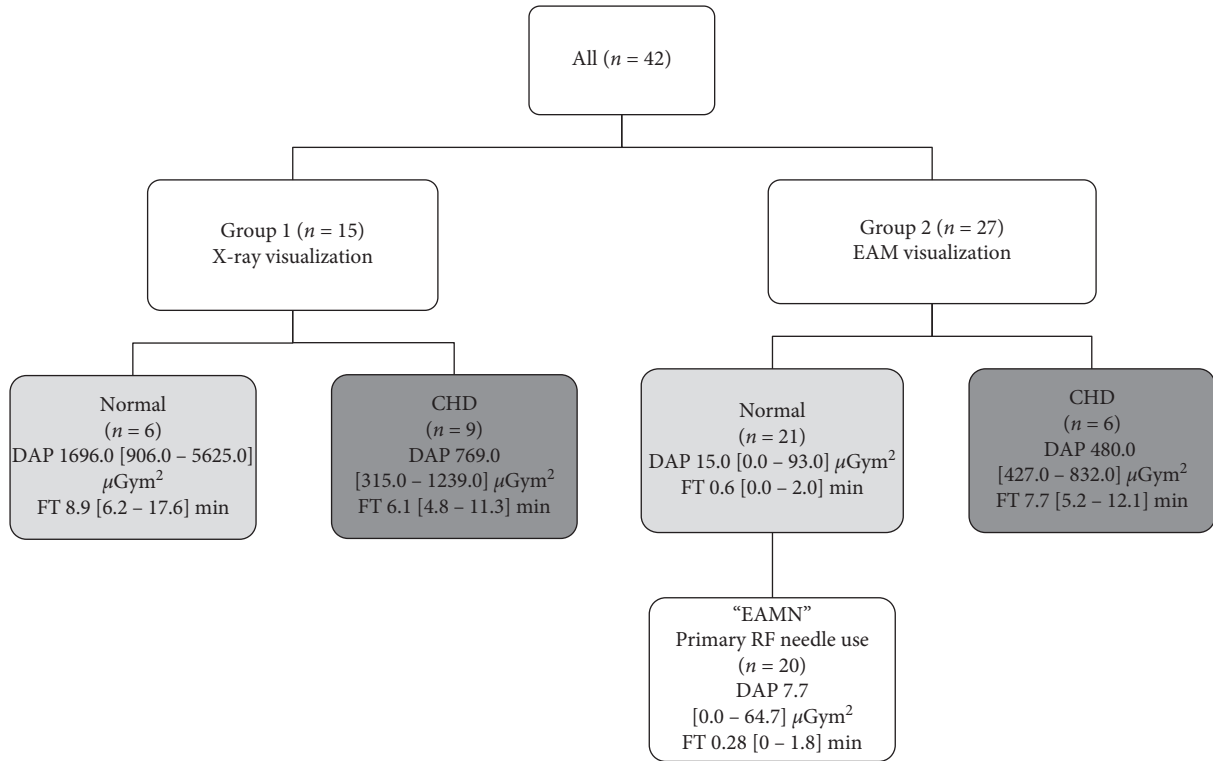 All (n = 42)
Group 1 (n = 15)
X-ray visualization
Group 2 (n = 27)
EAM visualization
Normal
(n = 6)
DAP 1696.0 [906.0 – 5625.0]
μGym²
FT 8.9 [6.2 – 17.6] min
CHD
(n = 9)
DAP 769.0
[315.0 – 1239.0] μGym²
FT 6.1 [4.8 – 11.3] min
Normal
(n = 21)
DAP 15.0 [0.0 – 93.0] μGym²
FT 0.6 [0.0 – 2.0] min
CHD
(n = 6)
DAP 480.0
[427.0 – 832.0] μGym²
FT 7.7 [5.2 – 12.1] min
“EAMN”
Primary RF needle use
(n = 20)
DAP 7.7
[0.0 – 64.7] μGym²
FT 0.28 [0 – 1.8] min